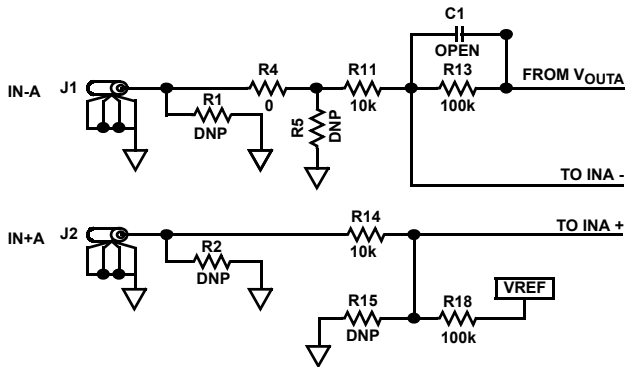 C1
OPEN
IN-A
J1
R4
0
R11
10k
R13
100k
FROM VOUTA
R1
DNP
R5
DNP
TO INA -
IN+A
J2
R14
10k
TO INA +
R2
DNP
VREF
R15
DNP
R18
100k